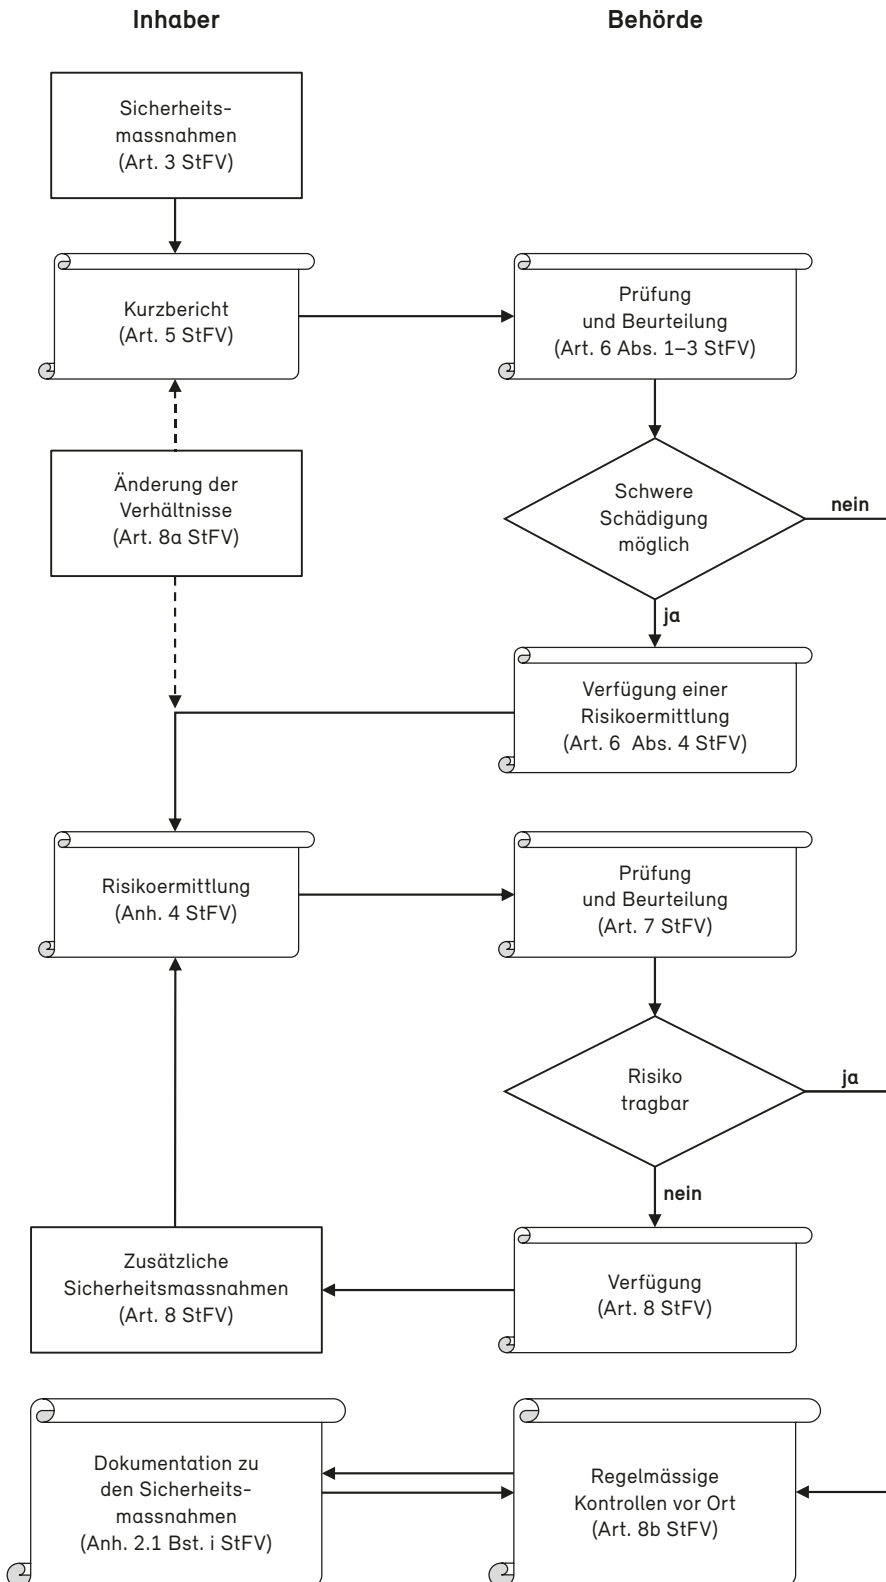 Inhaber
Behörde
Sicherheits-
massnahmen
(Art. 3 StFV)
Kurzbericht
(Art. 5 StFV)
Prüfung
und Beurteilung
(Art. 6 Abs. 1–3 StFV)
Änderung der
Verhältnisse
(Art. 8a StFV)
Schwere
Schädigung
möglich
nein
ja
Verfügung einer
Risikoermittlung
(Art. 6 Abs. 4 StFV)
Risikoermittlung
(Anh. 4 StFV)
Prüfung
und Beurteilung
(Art. 7 StFV)
Risiko
tragbar
ja
nein
Zusätzliche
Sicherheitsmassnahmen
(Art. 8 StFV)
Verfügung
(Art. 8 StFV)
Dokumentation zu
den Sicherheits-
massnahmen
(Anh. 2.1 Bst. i StFV)
Regelmässige
Kontrollen vor Ort
(Art. 8b StFV)